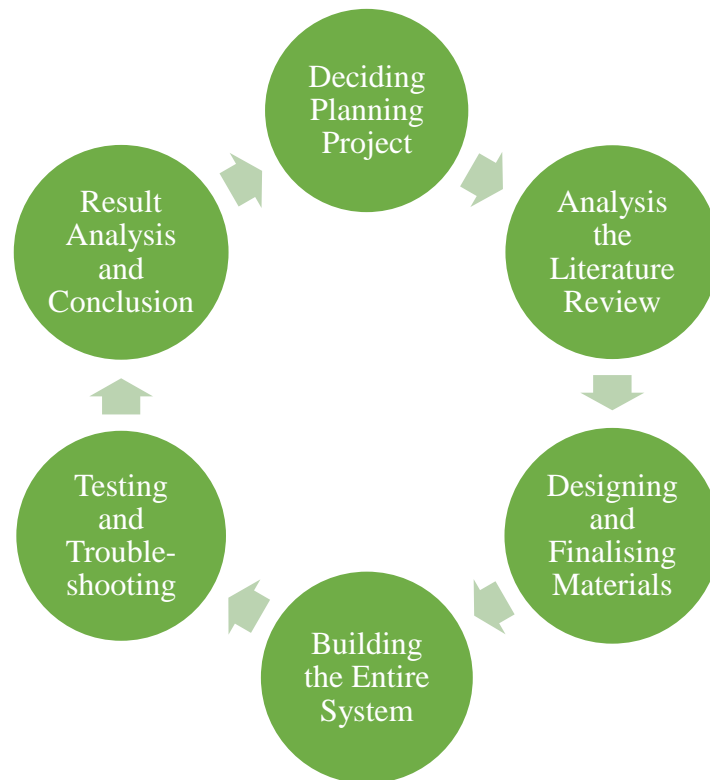 Deciding
Planning
Project
Analysis
the
Literature
Review
Designing
and
Finalising
Materials
Building
the Entire
System
Testing
and
Trouble-
shooting
Result
Analysis
and
Conclusion